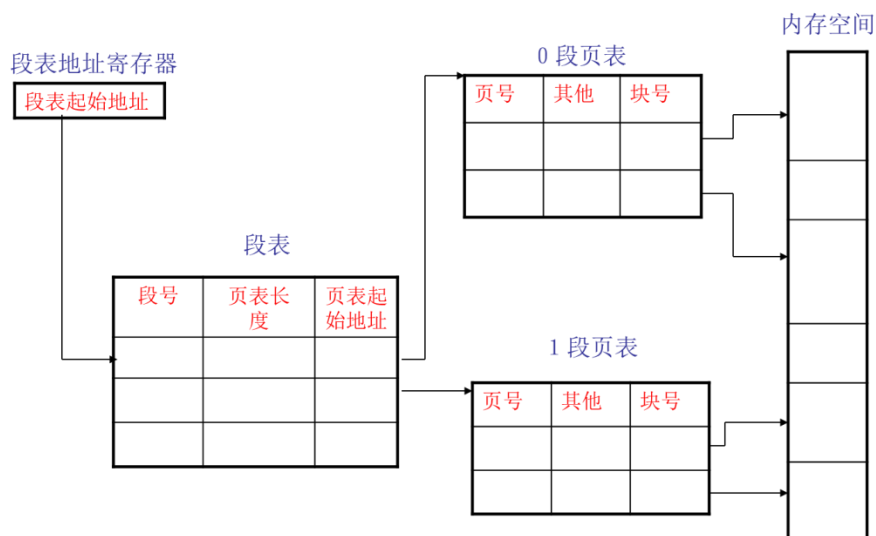 内存空间
段表地址寄存器
段表起始地址
0段页表
页号 其他 块号
段表
段号 页表长
度 页表起
始地址
1段页表
页号 其他 块号